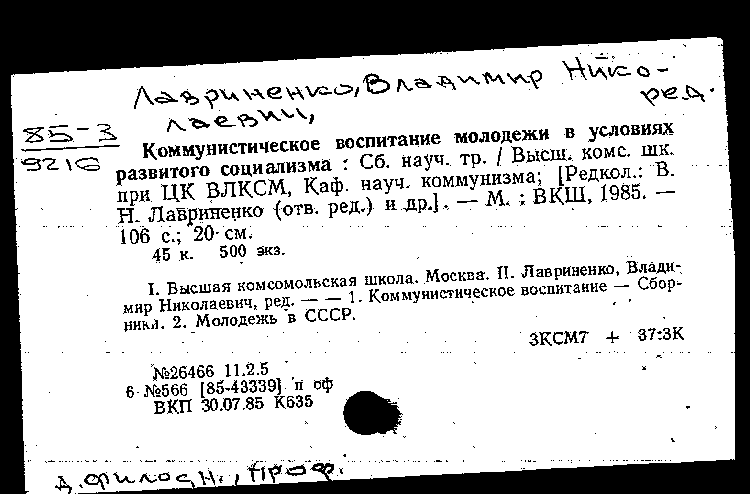 Лавриненко, Владимир Нико-
лаевич, ред.
85-3
9216
Коммунистическое воспитание молодежи в условиях
развитого социализма : Сб. науч. тр. / Высш. комс. шк.
при ЦК ВЛКСМ, Каф. науч. коммунизма; [Редкол.: В.
Н. Лавриненко (отв. ред.) и др.]. — М. : ВКШ, 1985. —
106 с.; 20 см.
45 к. 500 экз.
I. Высшая комсомольская школа. Москва. II. Лавриненко, Влади-
мир Николаевич, ред. — — 1. Коммунистическое воспитание — Сбор-
ники. 2. Молодежь в СССР.
3КСМ7 + 37:3К
№26466 11.2.5
6 №566 [85-43339] п оф
ВКП 30.07.85 К635
д. филос. н., проф.